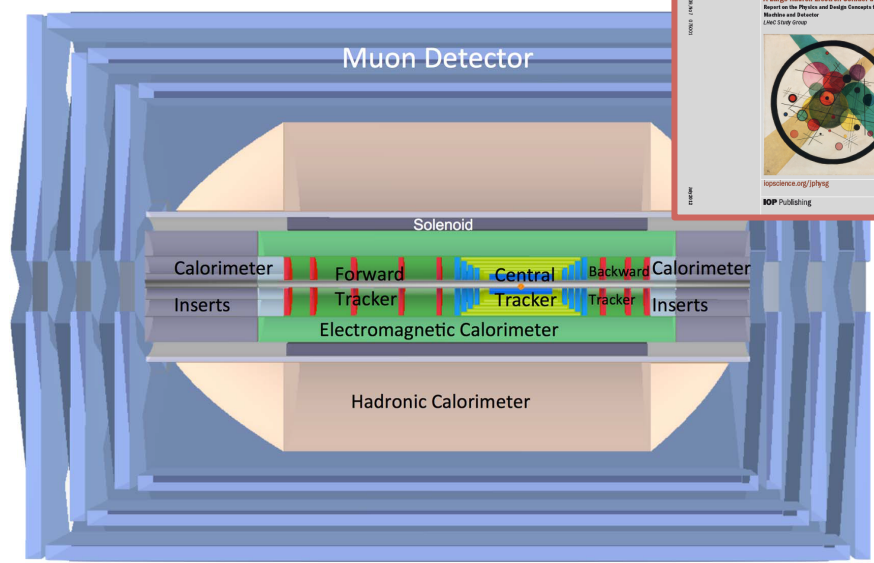 Muon Detector
Solenoid
Calorimeter
Forward
Central
Backward
Calorimeter
Inserts
Tracker
Tracker
Tracker
Inserts
Electromagnetic Calorimeter
Hadronic Calorimeter
Report on the Physics and Design Concepts
Machine and Detector
LHeC Study Group
iopscience.org/jphysg
IOP Publishing